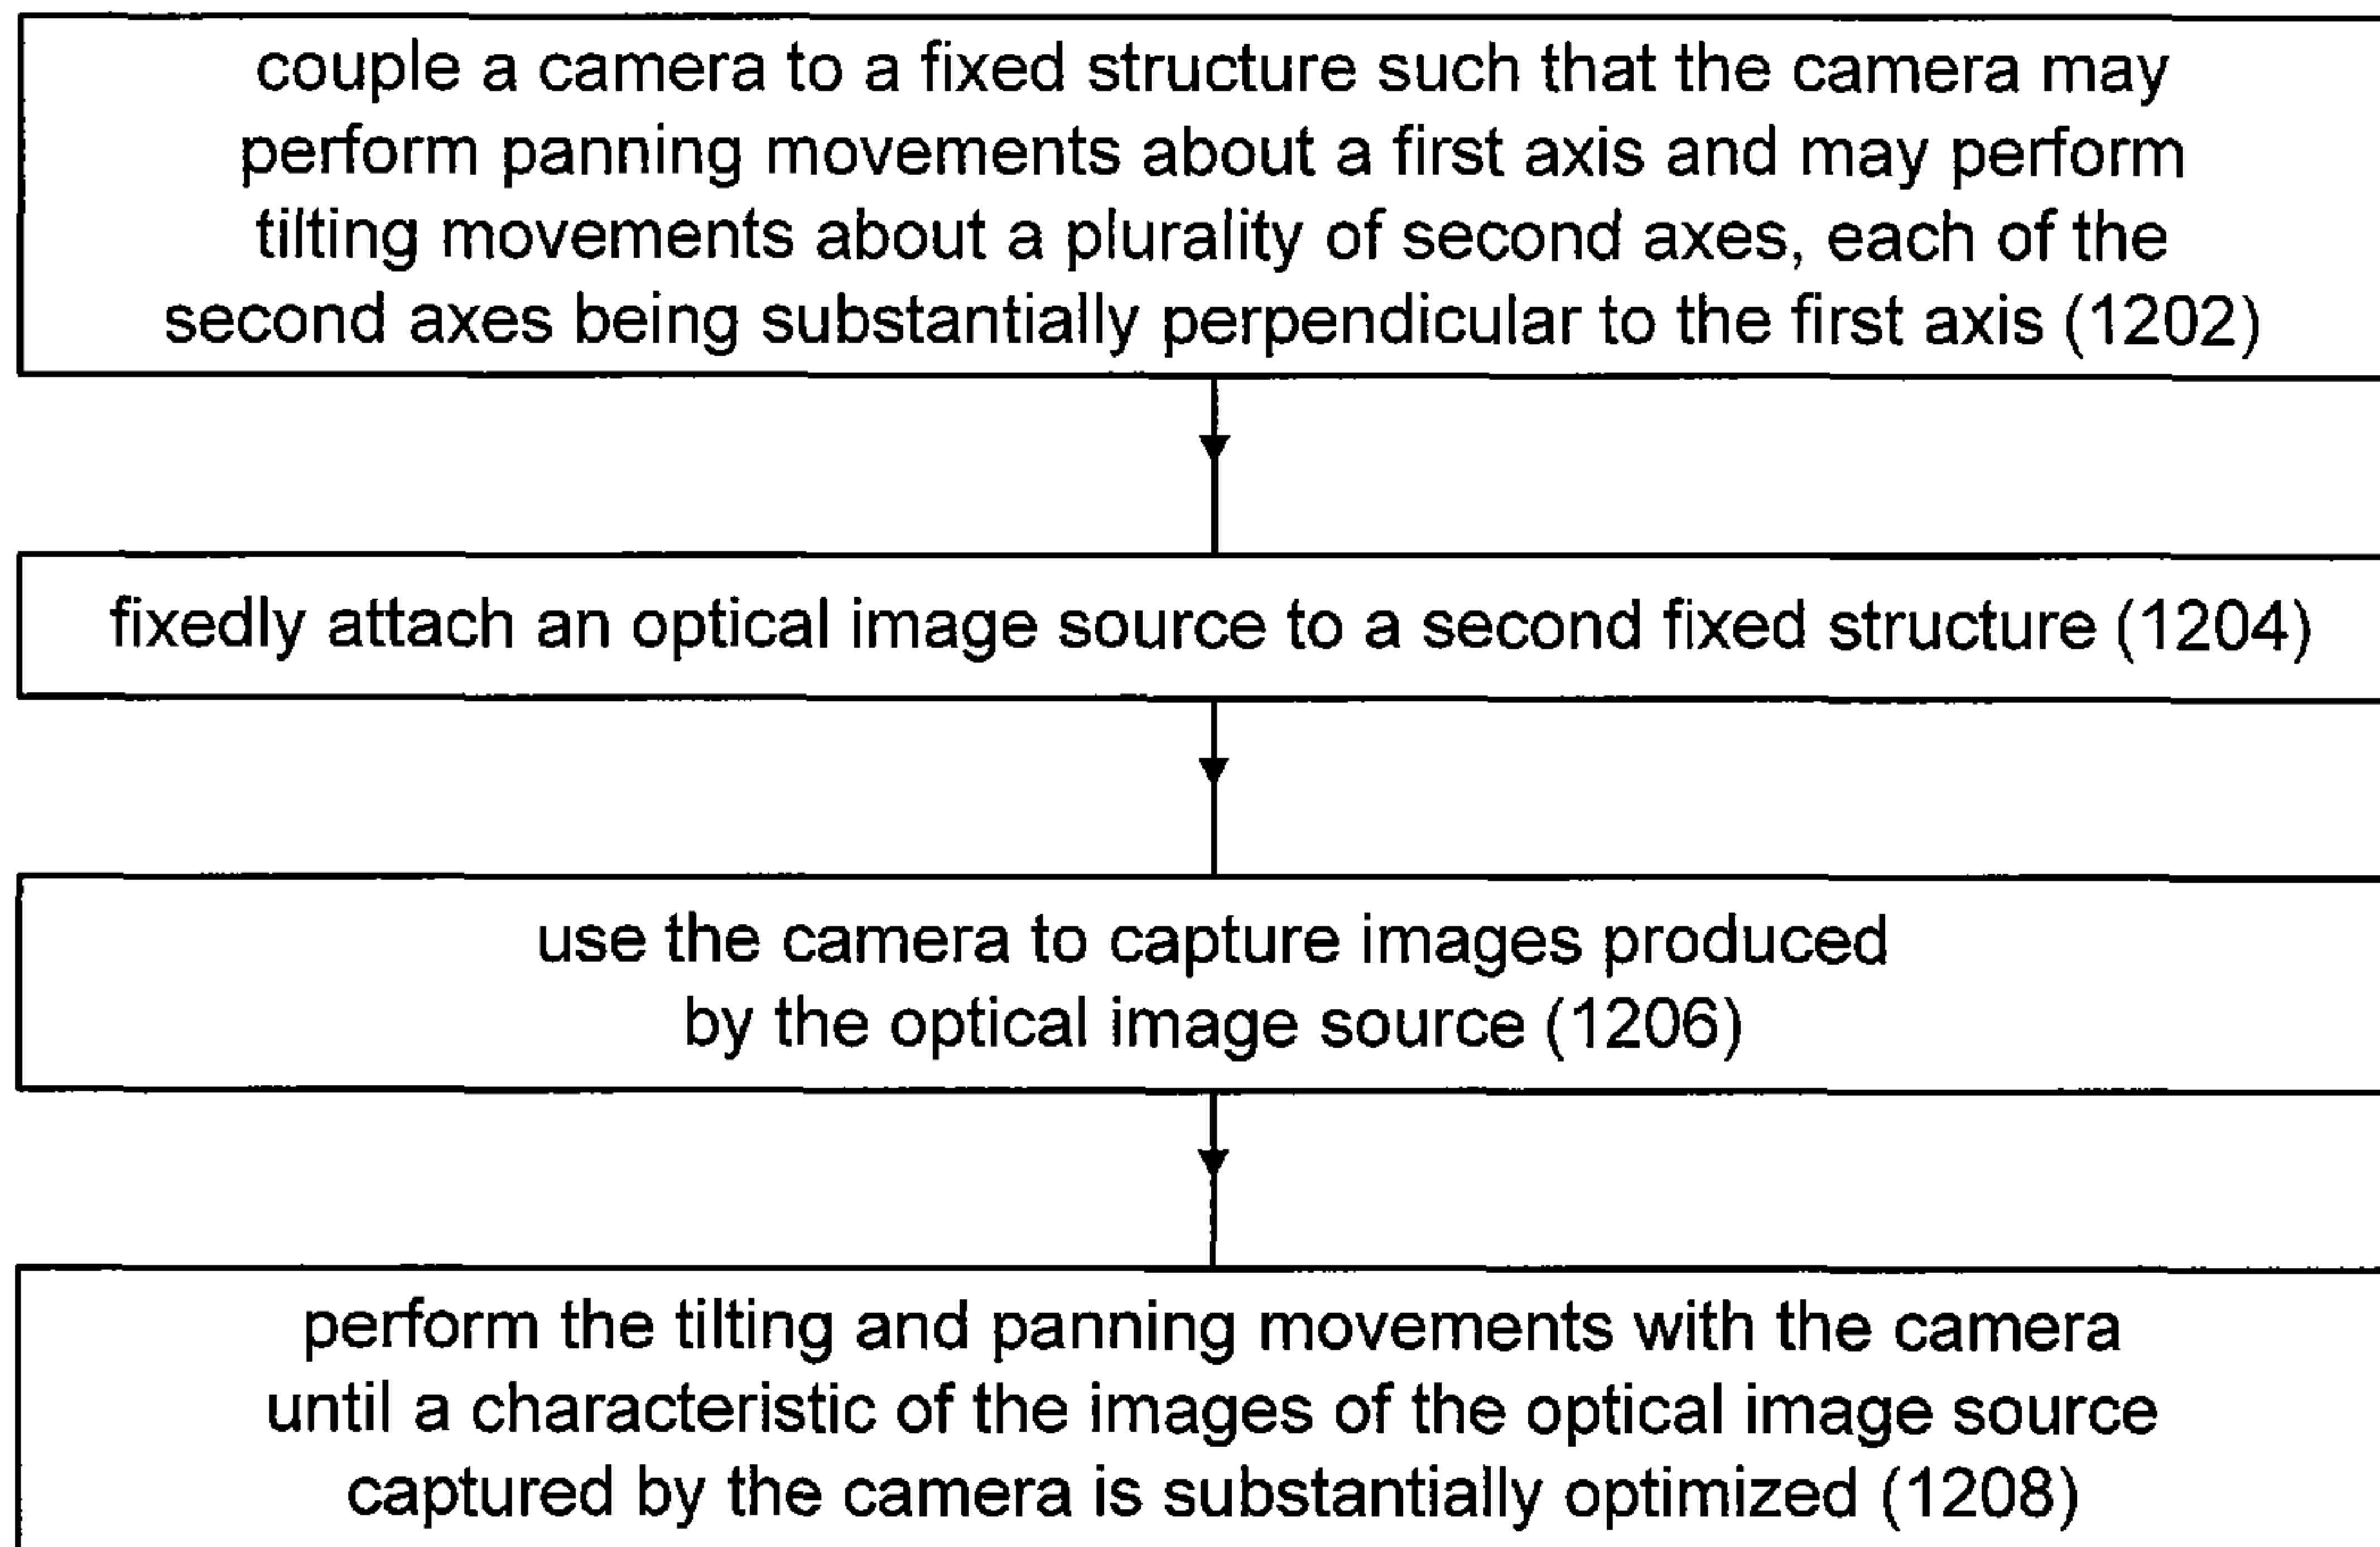 couple a camera to a fixed structure such that the camera may
perform panning movements about a first axis and may perform
tilting movements about a plurality of second axes, each of the
second axes being substantially perpendicular to the first axis (1202)
fixedly attach an optical image source to a second fixed structure (1204)
use the camera to capture images produced
by the optical image source (1206)
perform the tilting and panning movements with the camera
until a characteristic of the images of the optical image source
captured by the camera is substantially optimized (1208)